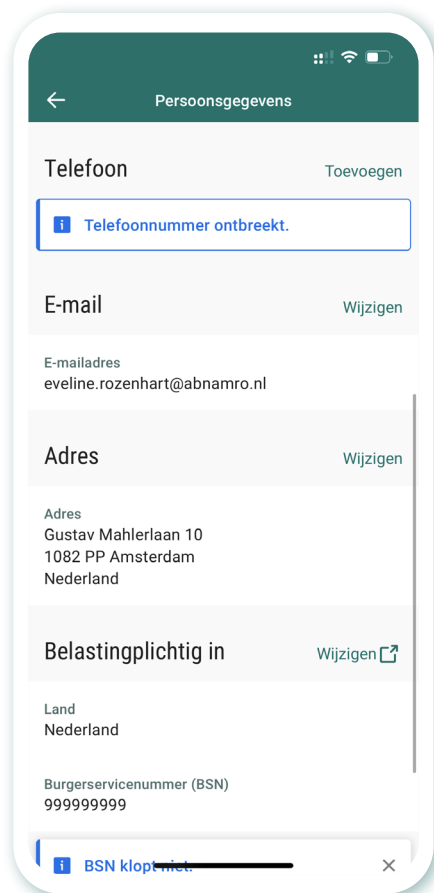 Persoonsgegevens
Telefoon
Toevoegen
Telefoonnummer ontbreekt.
E-mail
Wijzigen
E-mailadres
eveline.rozenhart@abnamro.nl
Adres
Wijzigen
Adres
Gustav Mahlerlaan 10
1082 PP Amsterdam
Nederland
Belastingplichtig in
Wijzigen
Land
Nederland
Burgerservicenummer (BSN)
999999999
BSN klopt niet.